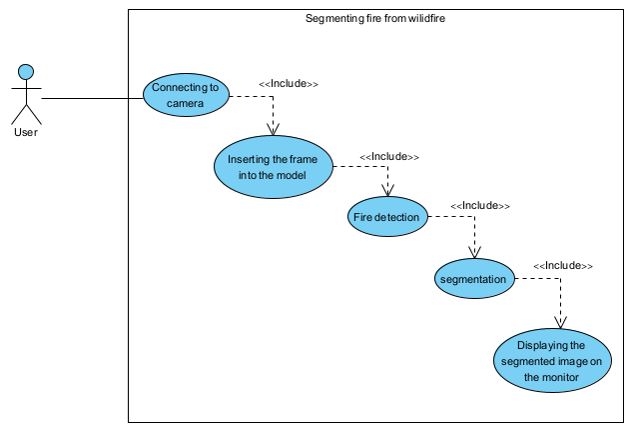 Segmenting fire from wilidfire
Connecting to
camera
<<Include>>
User
Inserting the frame
into the model
<<Include>>
Fire detection
<<Include>>
segmentation
<<Include>>
Displaying the
segmented image on
the monitor